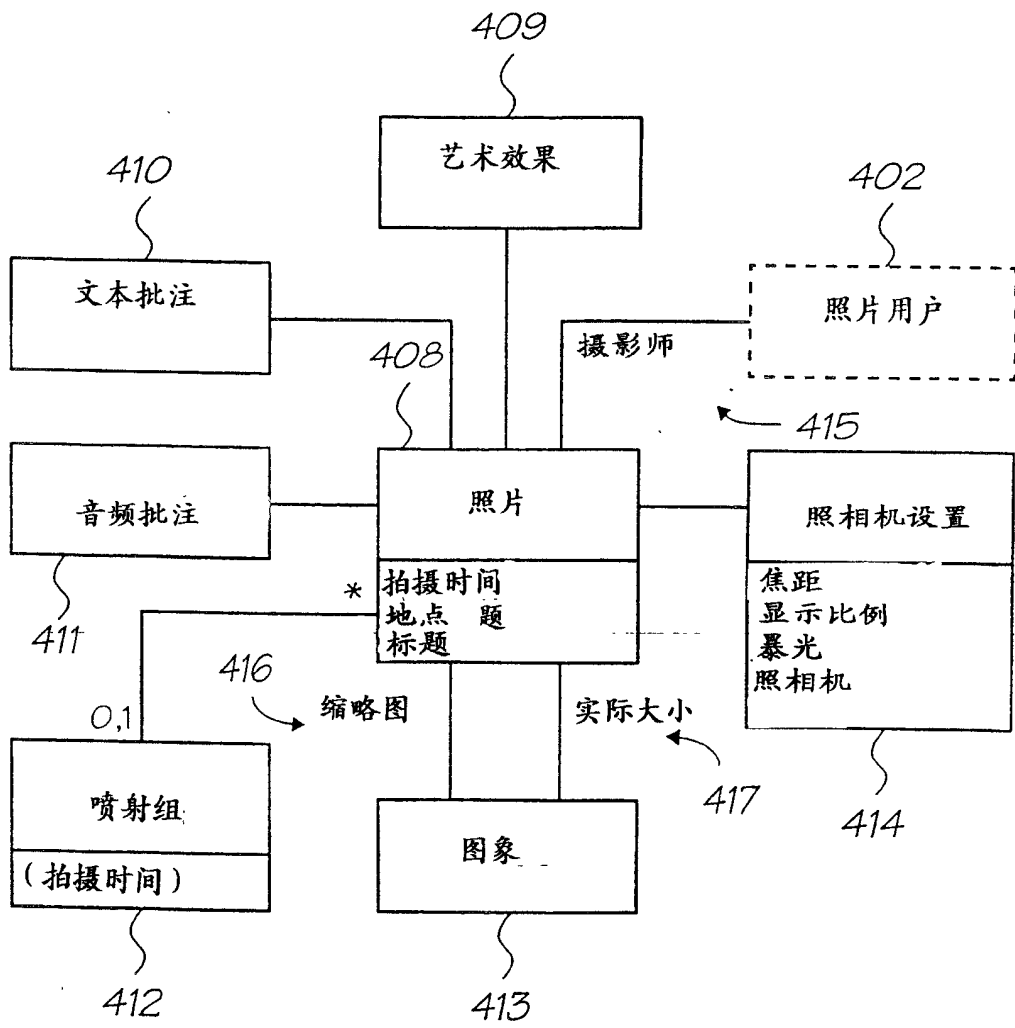 409
艺术效果
410
402
文本批注
照片用户
408
摄影师
415
音频批注
照片
照相机设置
411
*
拍摄时间
地点 题
标题
焦距
显示比例
暴光
照相机
416
缩略图
实际大小
417
0,1
喷射组
图象
414
(拍摄时间)
412
413